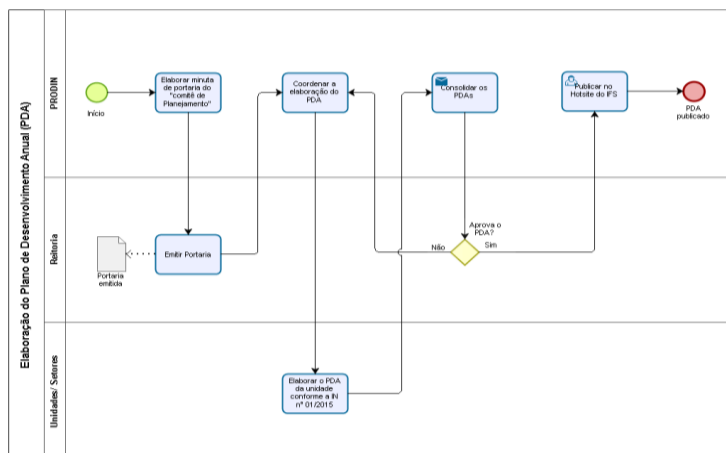 Elaboração do Plano de Desenvolvimento Anual (PDA)
PRODIN
Início
Elaborar minuta
de portaria do
"comitê de
Planejamento"
Coordenar a
elaboração do
PDA
Consolidar os
PDAs
Publicar no
Hotsite do IFS
PDA
publicado
Reitoria
Portaria
emitida
Emitir Portaria
Aprova o
PDA?
Não
Sim
Unidades/ Setores
Elaborar o PDA
da unidade
conforme a IN
nº 01/2015